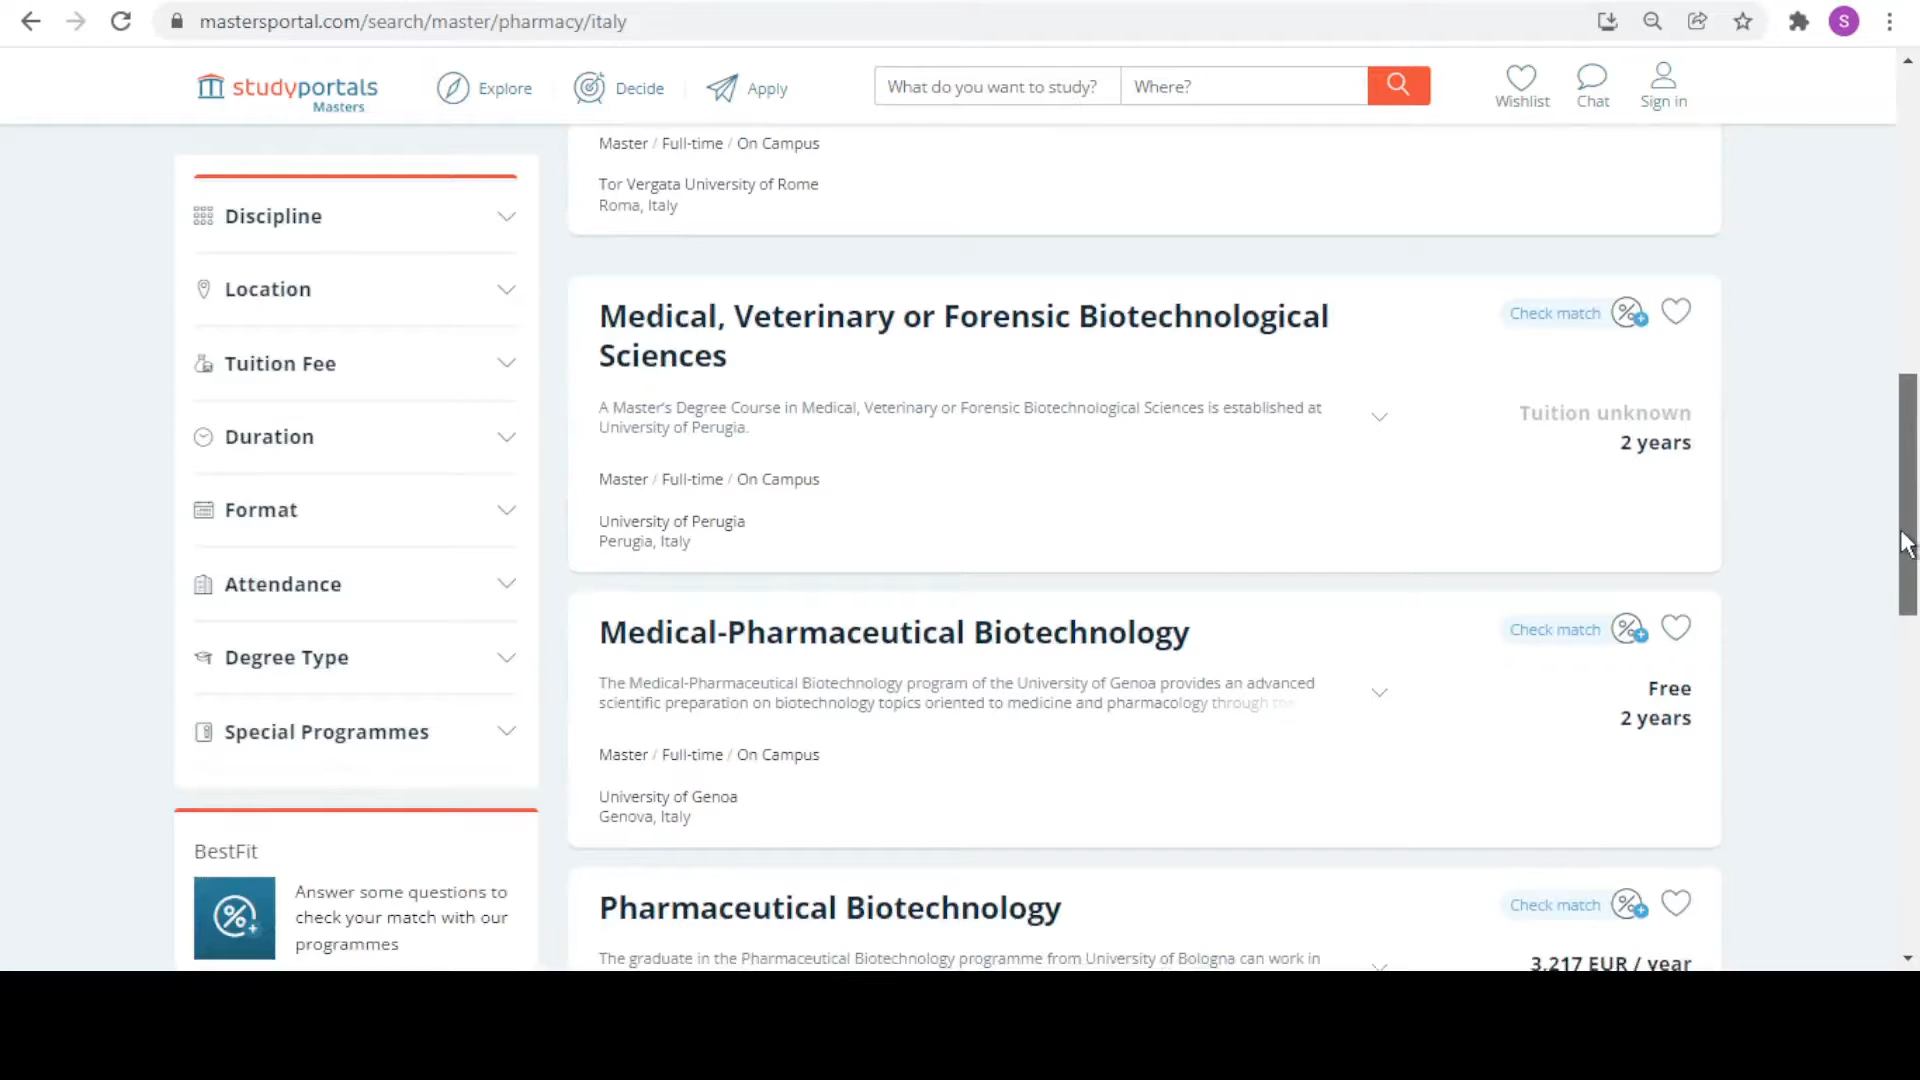 mastersportal.com/search/master/pharmacy/italy
S
studyportals
Masters
Explore
Decide
Apply
What do you want to study?
Where?
Wishlist
Chat
Sign in
Master / Full-time / On Campus
Tor Vergata University of Rome
Roma, Italy
Discipline
Location
Tuition Fee
Duration
Format
Attendance
Degree Type
Special Programmes
BestFit
Answer some questions to
check your match with our
programmes
Medical, Veterinary or Forensic Biotechnological
Sciences
Check match
A Master's Degree Course in Medical, Veterinary or Forensic Biotechnological Sciences is established at
University of Perugia.
Tuition unknown
2 years
Master / Full-time / On Campus
University of Perugia
Perugia, Italy
Medical-Pharmaceutical Biotechnology
Check match
The Medical-Pharmaceutical Biotechnology program of the University of Genoa provides an advanced
scientific preparation on biotechnology topics oriented to medicine and pharmacology through the
Free
2 years
Master / Full-time / On Campus
University of Genoa
Genova, Italy
Pharmaceutical Biotechnology
Check match
The graduate in the Pharmaceutical Biotechnology programme from University of Bologna can work in
3,217 EUR / year